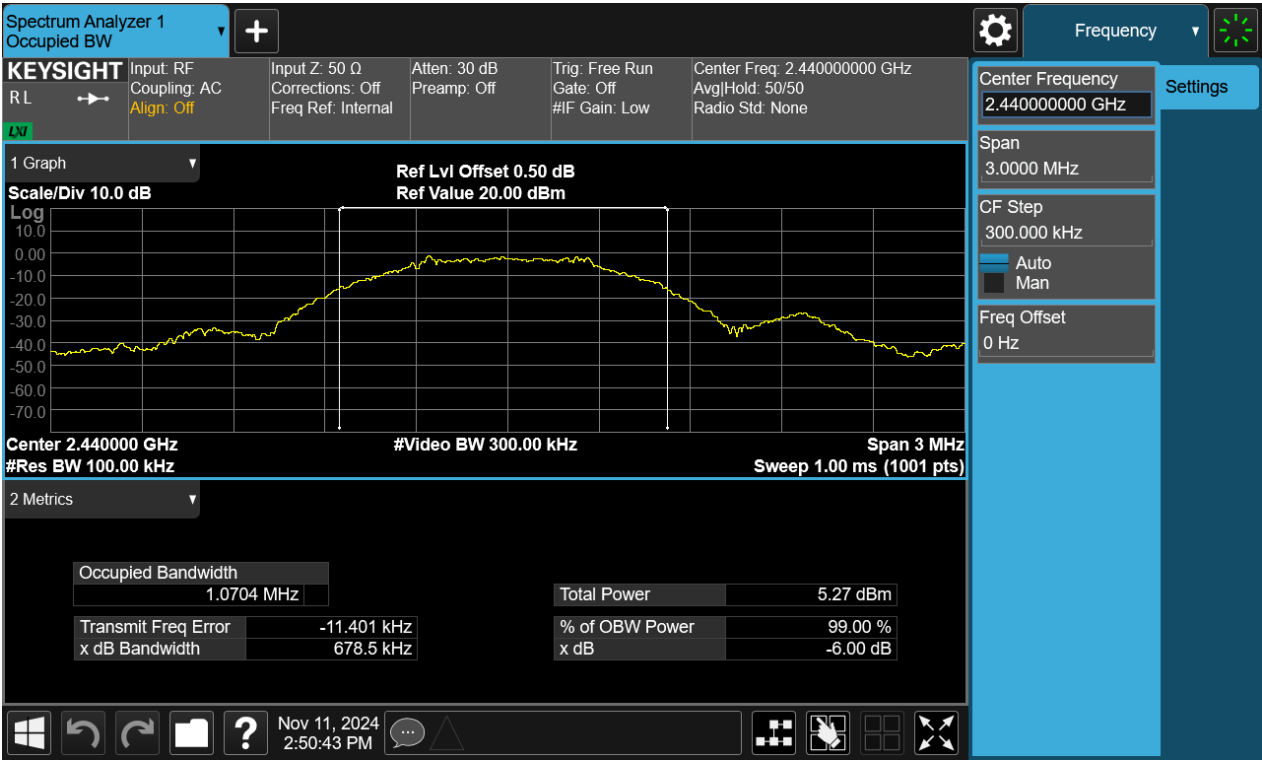 Spectrum Analyzer 1
Occupied BW
+
Frequency
KEYSIGHT
R L
LXI
Input: RF
Coupling: AC
Align: Off
Input Z: 50 Ω
Corrections: Off
Freq Ref: Internal
Atten: 30 dB
Preamp: Off
Trig: Free Run
Gate: Off
#IF Gain: Low
Center Freq: 2.440000000 GHz
Avg|Hold: 50/50
Radio Std: None
Center Frequency
2.440000000 GHz
Settings
Span
3.0000 MHz
CF Step
300.000 kHz
Auto
Man
Freq Offset
0 Hz
1 Graph
Ref Lvl Offset 0.50 dB
Scale/Div 10.0 dB
Ref Value 20.00 dBm
Log
10.0
0.00
-10.0
-20.0
-30.0
-40.0
-50.0
-60.0
-70.0
Center 2.440000 GHz
#Video BW 300.00 kHz
Span 3 MHz
#Res BW 100.00 kHz
Sweep 1.00 ms (1001 pts)
2 Metrics
Occupied Bandwidth
1.0704 MHz
Total Power 5.27 dBm
Transmit Freq Error -11.401 kHz
% of OBW Power 99.00 %
x dB Bandwidth 678.5 kHz
x dB -6.00 dB
?
Nov 11, 2024
2:50:43 PM